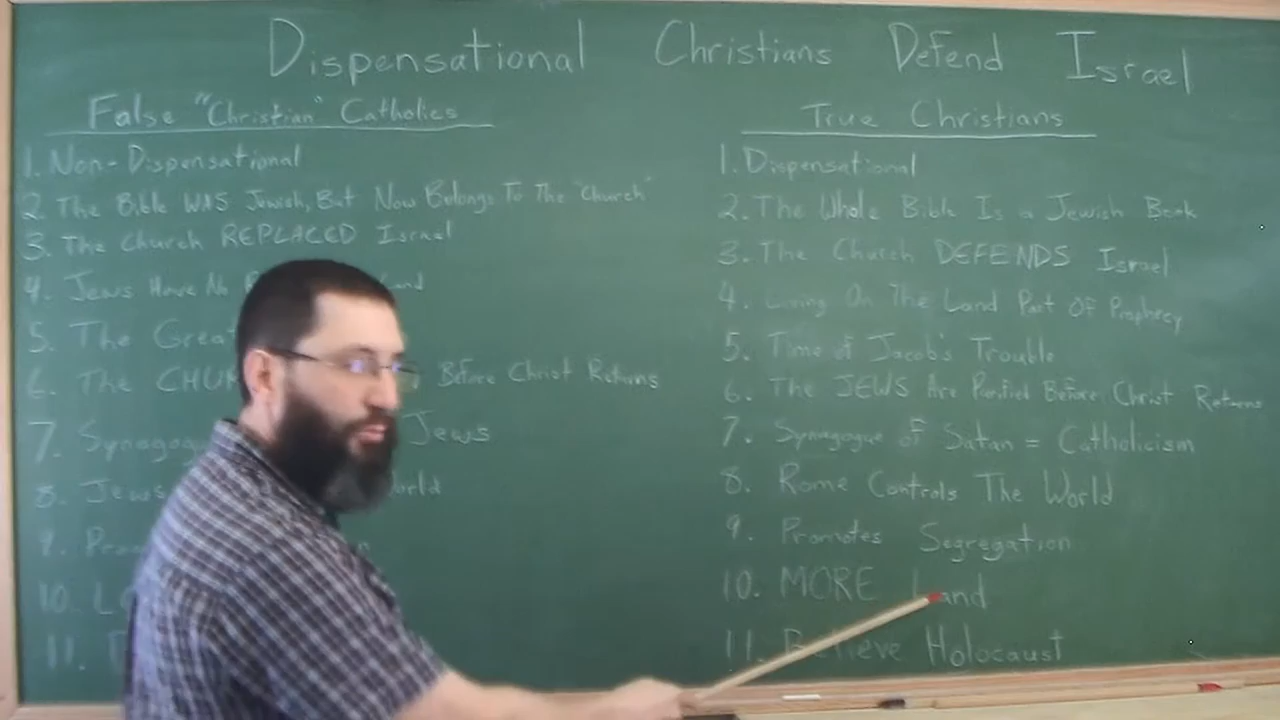 Dispensational Christians Defend Israel
False "Christian" Catholics
1. Non-Dispensational
2. The Bible WAS Jewish, But Now Belongs To The "Church"
3. The Church REPLACED Israel
4. Jews Have No
5. The Great
6. The Before Christ Returns
7. Jews
8. Jews
9.
10.
11.
True Christians
1. Dispensational
2. The Whole Bible Is a Jewish Book
3. The Church DEFENDS Israel
4. Living On The Land Part Of Prophecy
5. Time of Jacob's Trouble
6. The JEWS Are Purified Before Christ Returns
7. Synagogue of Satan = Catholicism
8. Rome Controls The World
9. Promotes Segregation
10. MORE Land
11. Believe Holocaust